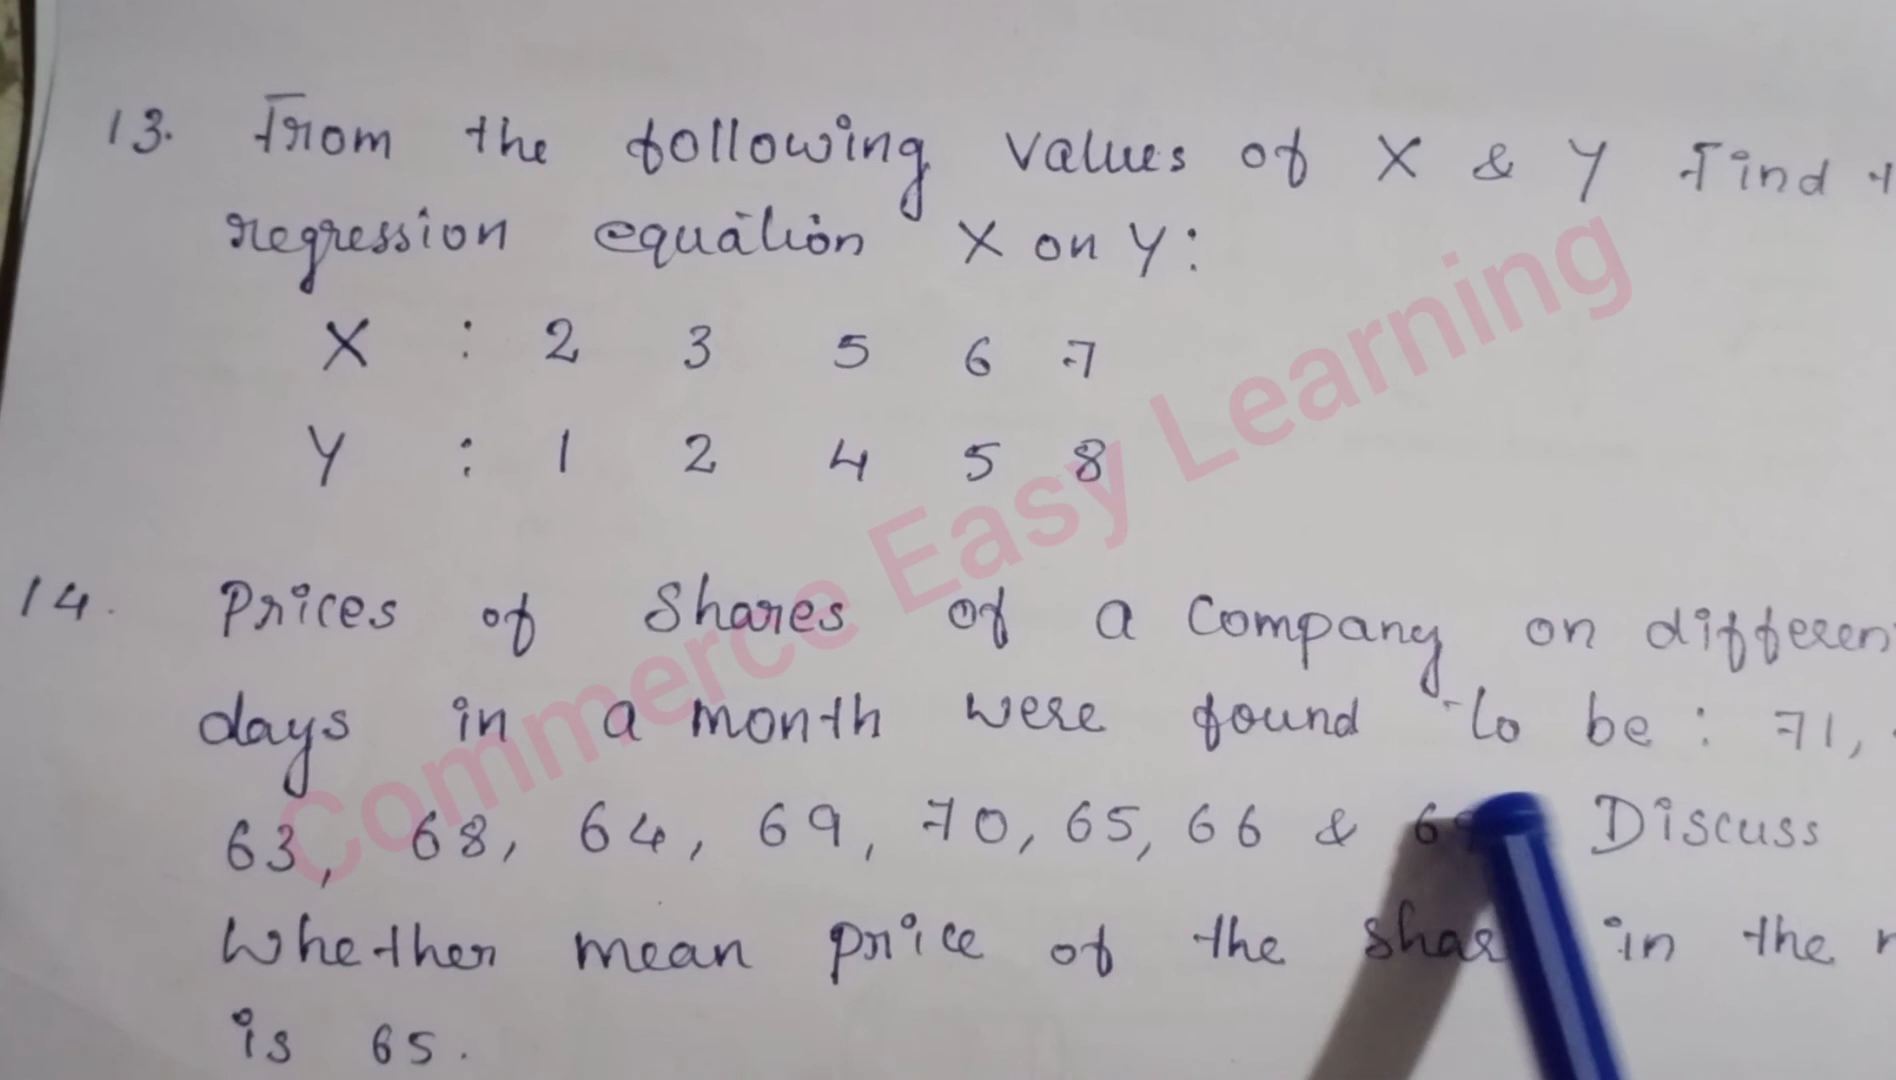 13. From the following values of X & Y Find
regression equation X on Y:
X : 2 3 5 6 7
Y : 1 2 4 5 8
14. Prices of Shares of a Company on differen
days in a month were found to be : 71,
63, 68, 64, 69, 70, 65, 66 & Discuss
Whether mean price of the shar in the
is 65.
Commerce Easy Learning